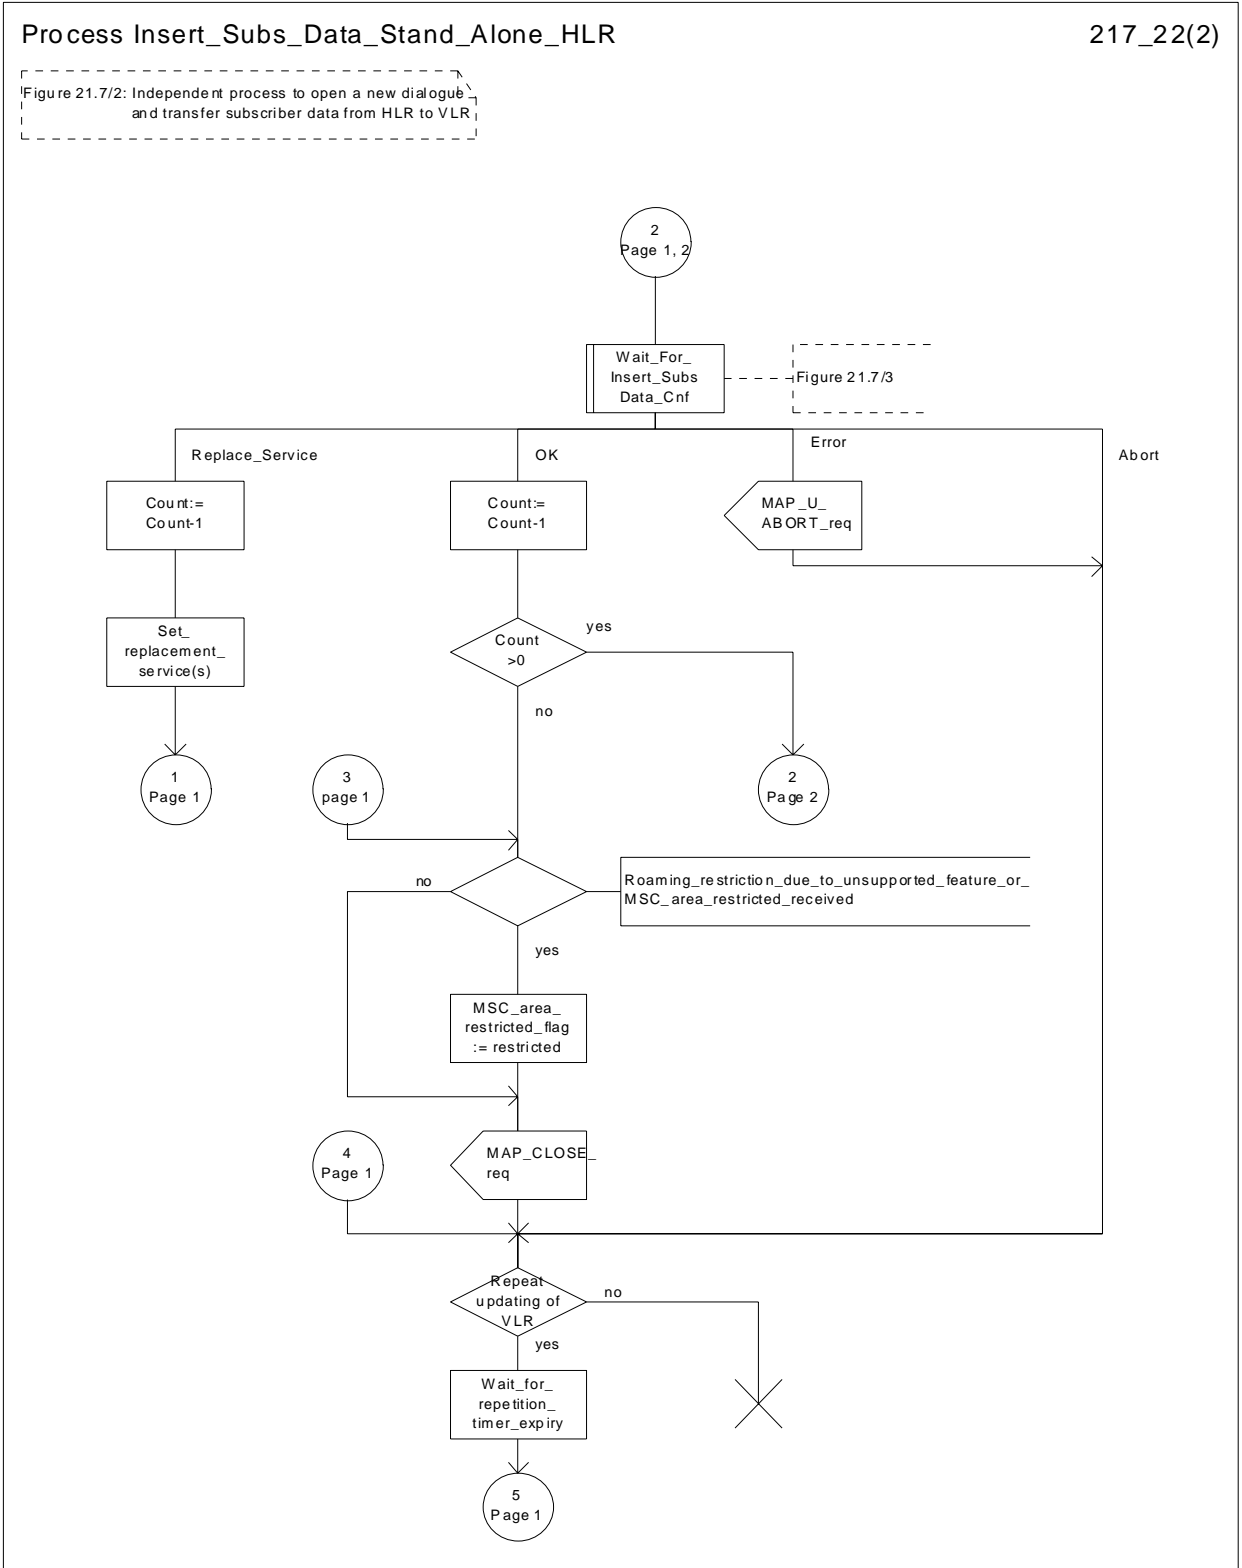 Process Insert_Subs_Data_Stand_Alone_HLR
217_22(2)
Figure 21.7/2: Independent process to open a new dialogue
and transfer subscriber data from HLR to VLR
2
Page 1, 2
Wait_For_
Insert_Subs
Data_Cnf
Figure 21.7/3
Replace_Service
OK
Error
Abort
Count:=
Count-1
Count:=
Count-1
MAP_U_
ABORT_req
Set_
replacement_
service(s)
Count
>0
yes
no
1
Page 1
3
page 1
2
Page 2
no
Roaming_restriction_due_to_unsupported_feature_or_
MSC_area_restricted_received
yes
MSC_area_
restricted_flag
:= restricted
4
Page 1
MAP_CLOSE_
req
Repeat
updating of
VLR
no
yes
Wait_for_
repetition_
timer_expiry
5
Page 1